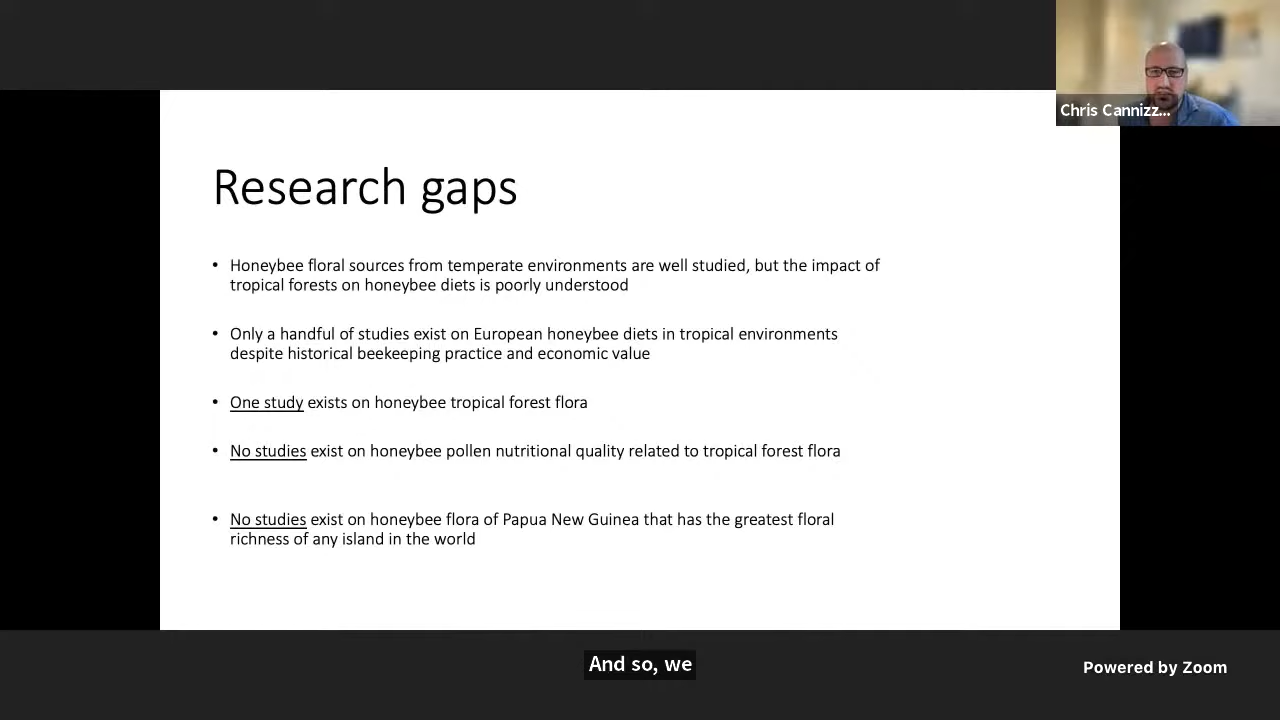 Chris Cannizz...
Research gaps
• Honeybee floral sources from temperate environments are well studied, but the impact of
tropical forests on honeybee diets is poorly understood
• Only a handful of studies exist on European honeybee diets in tropical environments
despite historical beekeeping practice and economic value
• One study exists on honeybee tropical forest flora
• No studies exist on honeybee pollen nutritional quality related to tropical forest flora
• No studies exist on honeybee flora of Papua New Guinea that has the greatest floral
richness of any island in the world
And so, we
Powered by Zoom